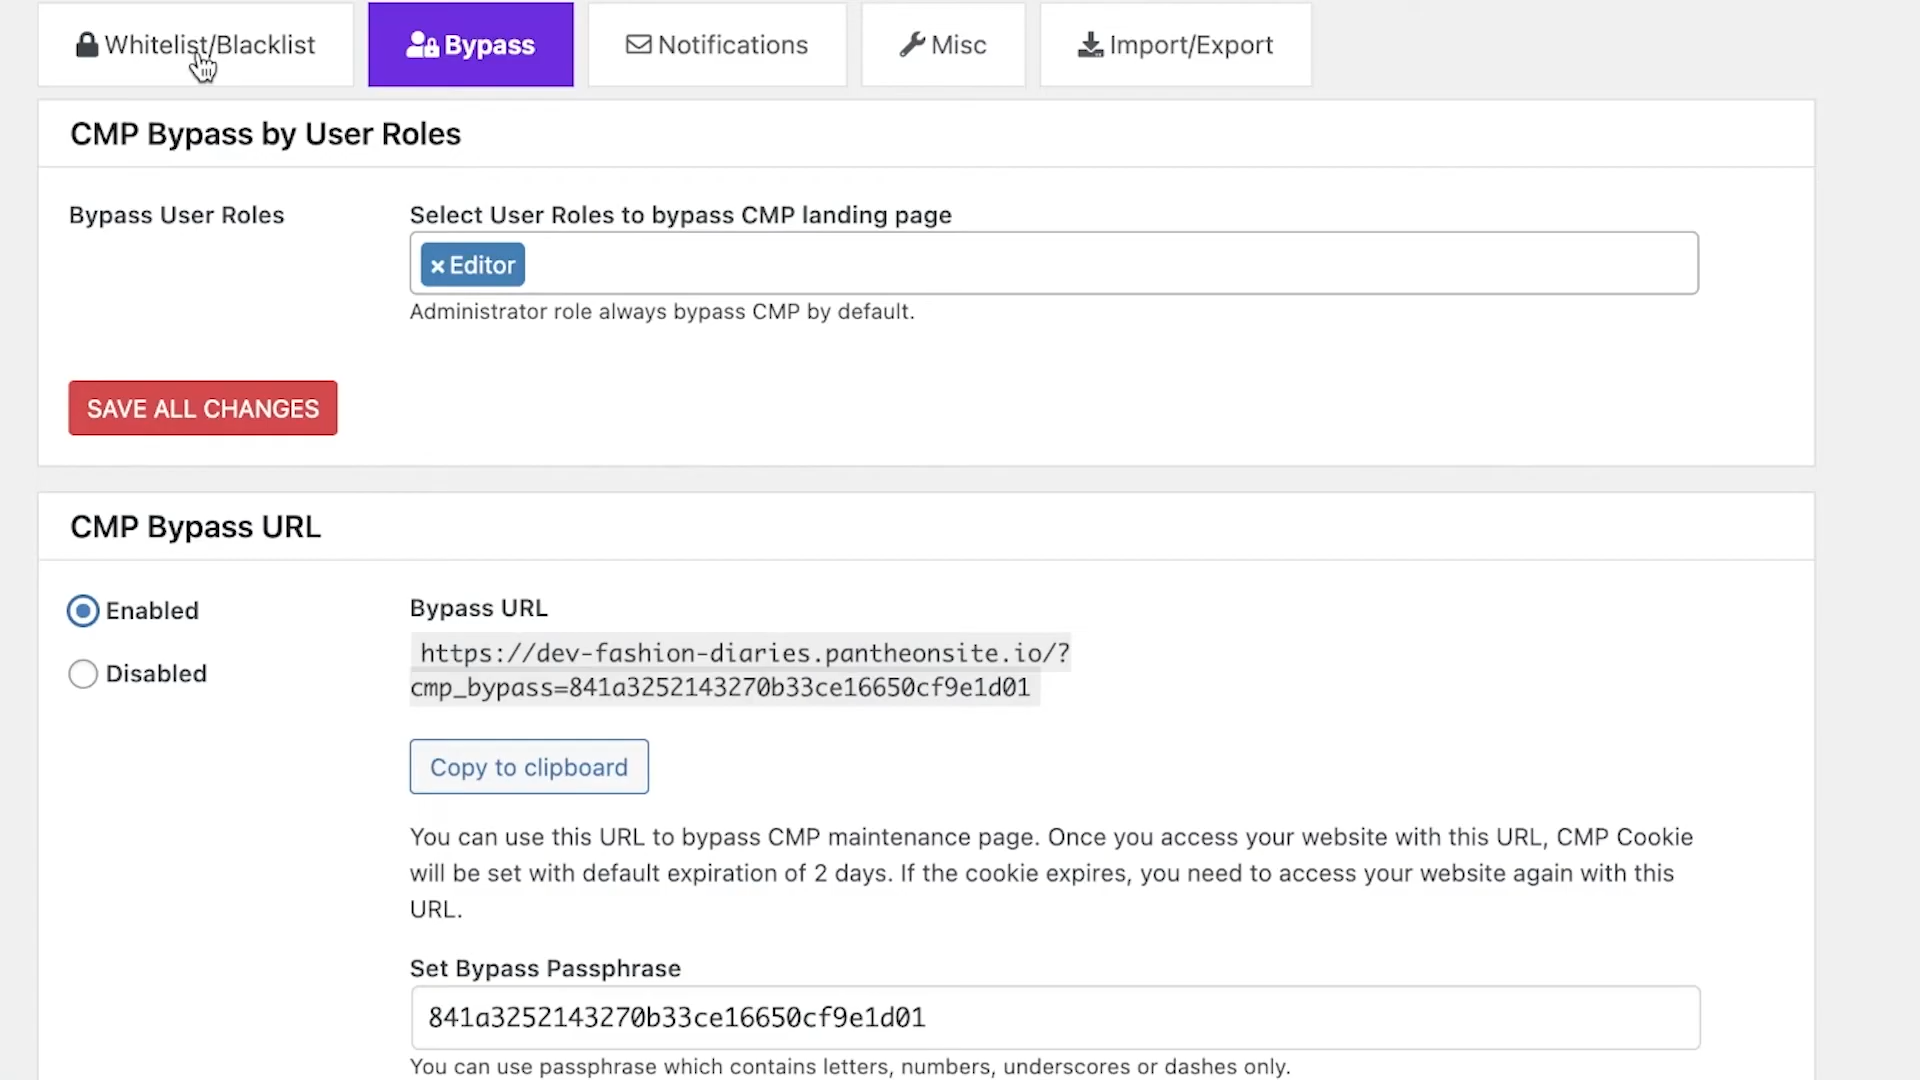 Whitelist/Blacklist
Bypass
Notifications
Misc
Import/Export
CMP Bypass by User Roles
Bypass User Roles
Select User Roles to bypass CMP landing page
×Editor
Administrator role always bypass CMP by default.
SAVE ALL CHANGES
CMP Bypass URL
Enabled
Disabled
Bypass URL
https://dev-fashion-diaries.pantheonsite.io/?
cmp_bypass=841a3252143270b33ce16650cf9e1d01
Copy to clipboard
You can use this URL to bypass CMP maintenance page. Once you access your website with this URL, CMP Cookie
will be set with default expiration of 2 days. If the cookie expires, you need to access your website again with this
URL.
Set Bypass Passphrase
841a3252143270b33ce16650cf9e1d01
You can use passphrase which contains letters, numbers, underscores or dashes only.